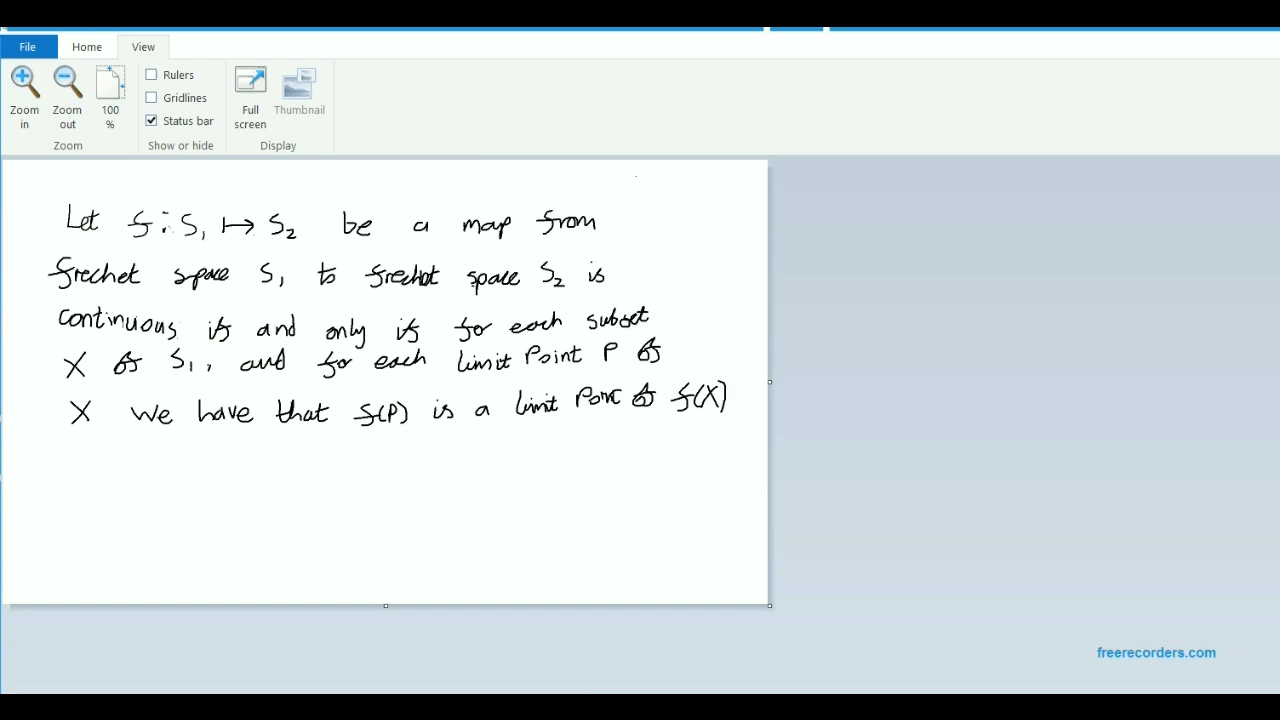 File Home View
Zoom in Zoom out 100 % Rulers Gridlines Status bar Full screen Thumbnail
Zoom Show or hide Display
Let f : S1 ↦ S2 be a map from
frechet space S1 to frechet space S2 is
continuous if and only if for each subset
X of S1, and for each limit Point P of
X we have that f(P) is a limit Point of f(X)
freerecorders.com